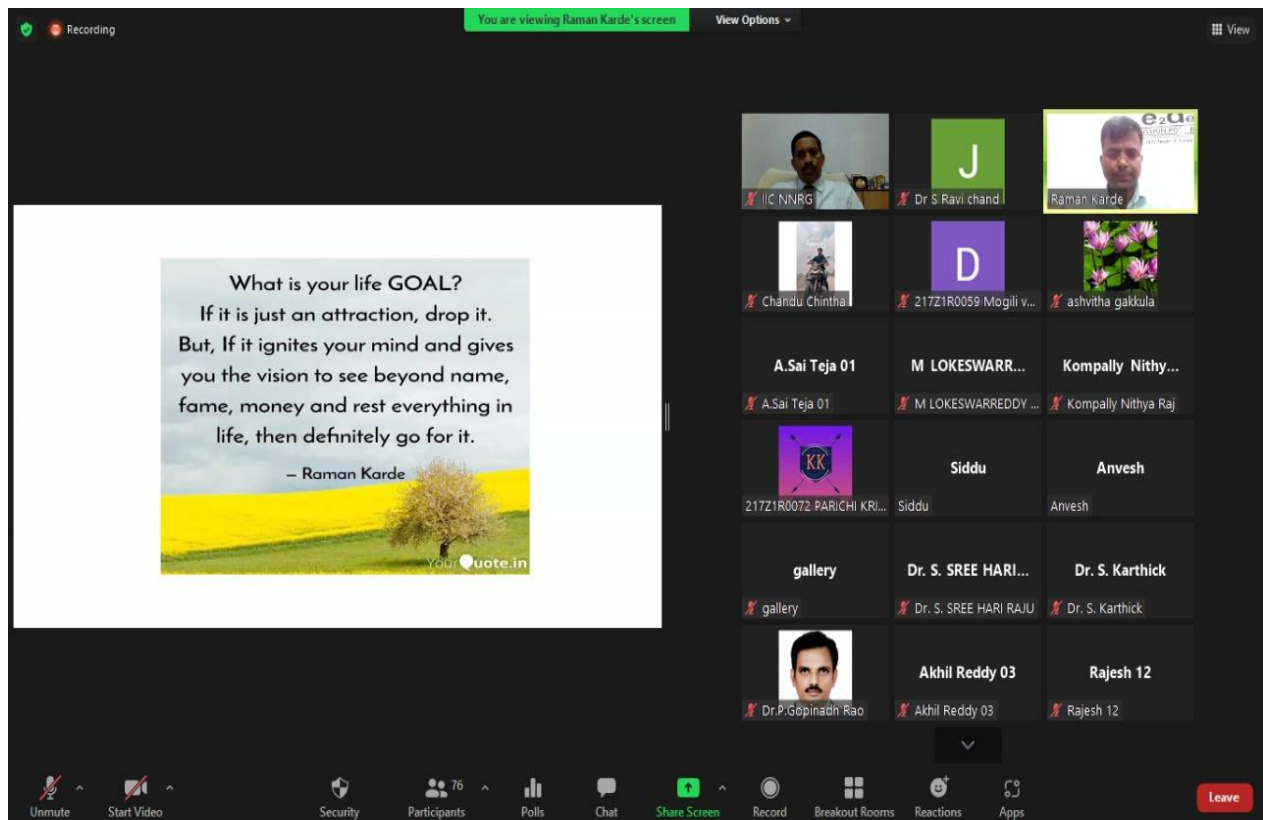 Recording
You are viewing Raman Karde's screen
View Options
View
What is your life GOAL?
If it is just an attraction, drop it.
But, If it ignites your mind and gives
you the vision to see beyond name,
fame, money and rest everything in
life, then definitely go for it.
– Raman Karde
YourQuote.in
IIC NNRG
J
Dr S Ravi chand
Raman Karde
Chandu Chinthal
D
217Z1R0059 Mogili v...
ashvitha gakkula
A.Sai Teja 01
A.Sai Teja 01
M LOKESWARR...
M LOKESWARREDDY ...
Kompally Nithy...
Kompally Nithya Raj
KK
217Z1R0072 PARICHI KRI...
Siddu
Siddu
Anvesh
Anvesh
gallery
gallery
Dr. S. SREE HARI...
Dr. S. SREE HARI RAJU
Dr. S. Karthick
Dr. S. Karthick
Dr.P.Gopinadh Rao
Akhil Reddy 03
Akhil Reddy 03
Rajesh 12
Rajesh 12
Unmute
Start Video
Security
76
Participants
Polls
Chat
Share Screen
Record
Breakout Rooms
Reactions
Apps
Leave